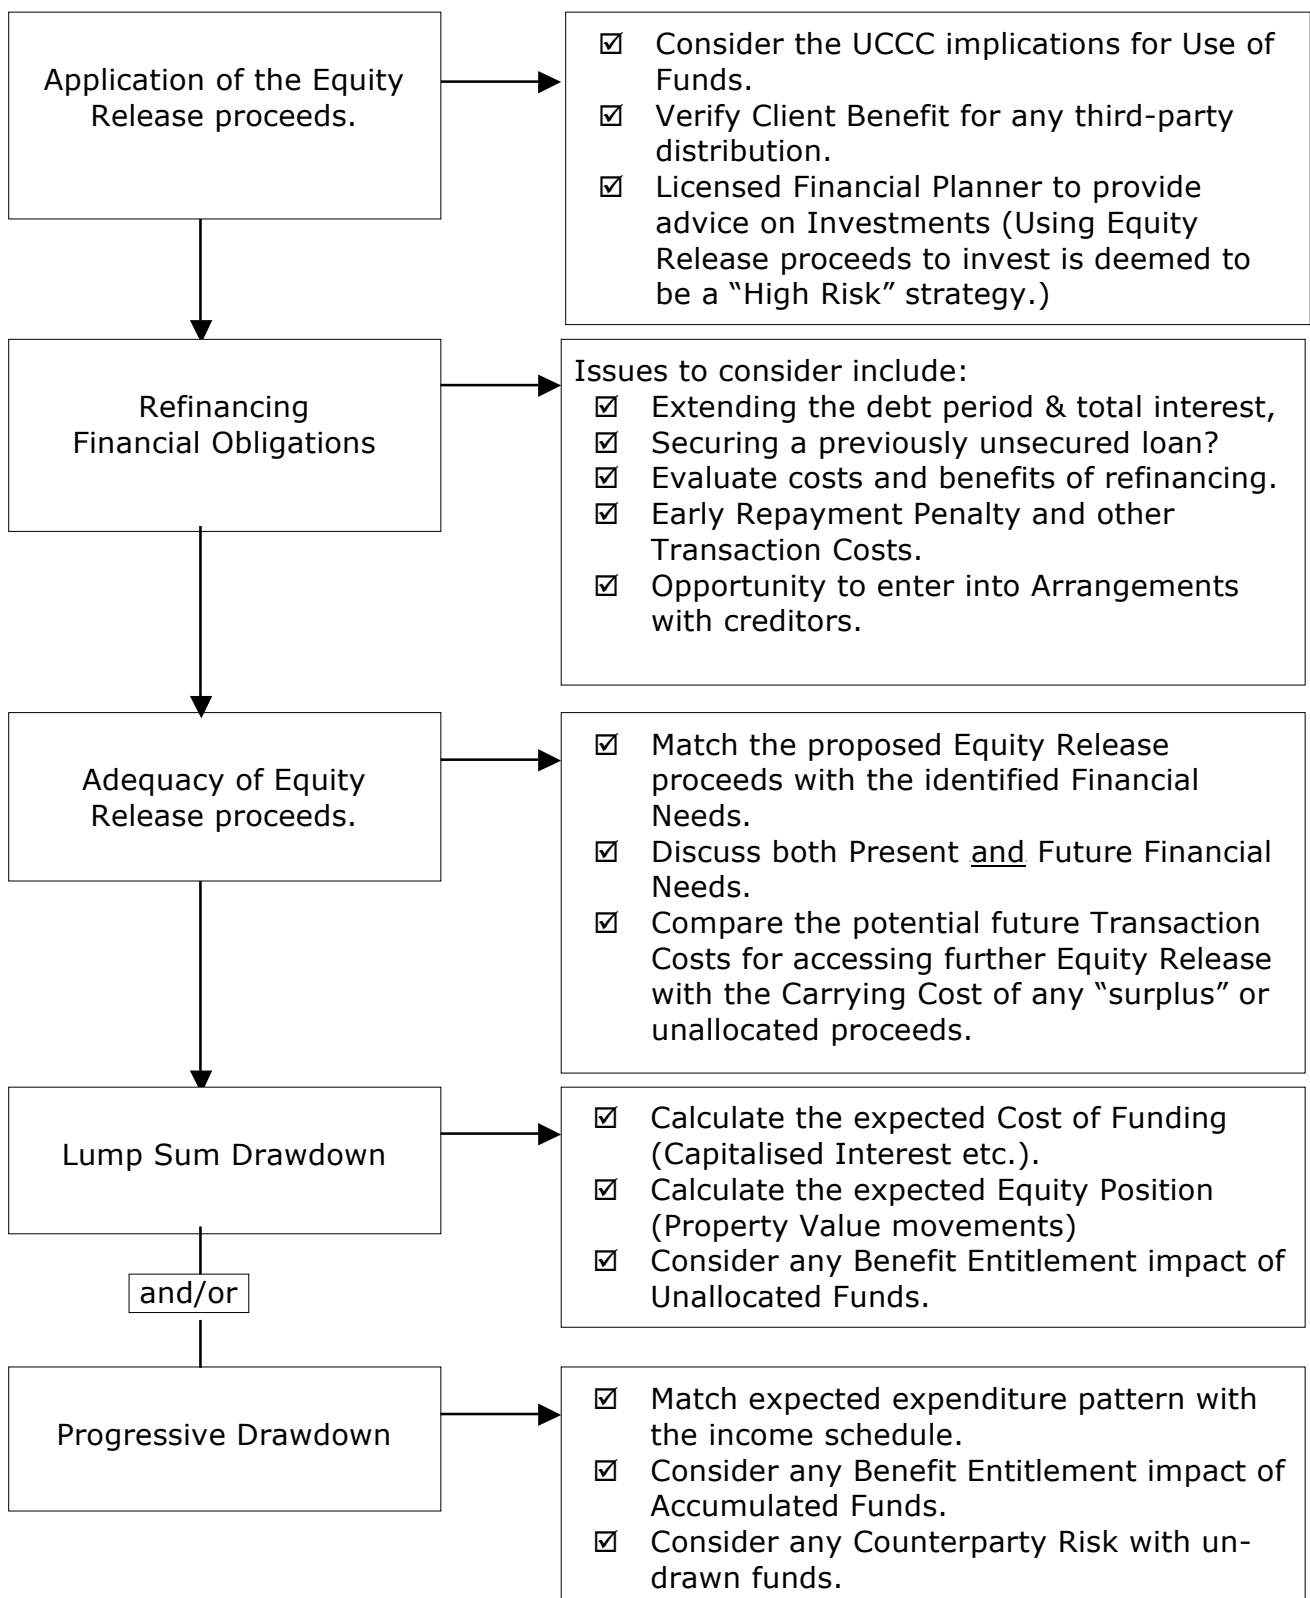 Application of the Equity
Release proceeds.
☑ Consider the UCCC implications for Use of
Funds.
☑ Verify Client Benefit for any third-party
distribution.
☑ Licensed Financial Planner to provide
advice on Investments (Using Equity
Release proceeds to invest is deemed to
be a “High Risk” strategy.)
Refinancing
Financial Obligations
Issues to consider include:
☑ Extending the debt period & total interest,
☑ Securing a previously unsecured loan?
☑ Evaluate costs and benefits of refinancing.
☑ Early Repayment Penalty and other
Transaction Costs.
☑ Opportunity to enter into Arrangements
with creditors.
Adequacy of Equity
Release proceeds.
☑ Match the proposed Equity Release
proceeds with the identified Financial
Needs.
☑ Discuss both Present and Future Financial
Needs.
☑ Compare the potential future Transaction
Costs for accessing further Equity Release
with the Carrying Cost of any “surplus” or
unallocated proceeds.
Lump Sum Drawdown
☑ Calculate the expected Cost of Funding
(Capitalised Interest etc.).
☑ Calculate the expected Equity Position
(Property Value movements)
☑ Consider any Benefit Entitlement impact of
Unallocated Funds.
and/or
Progressive Drawdown
☑ Match expected expenditure pattern with
the income schedule.
☑ Consider any Benefit Entitlement impact of
Accumulated Funds.
☑ Consider any Counterparty Risk with un-
drawn funds.